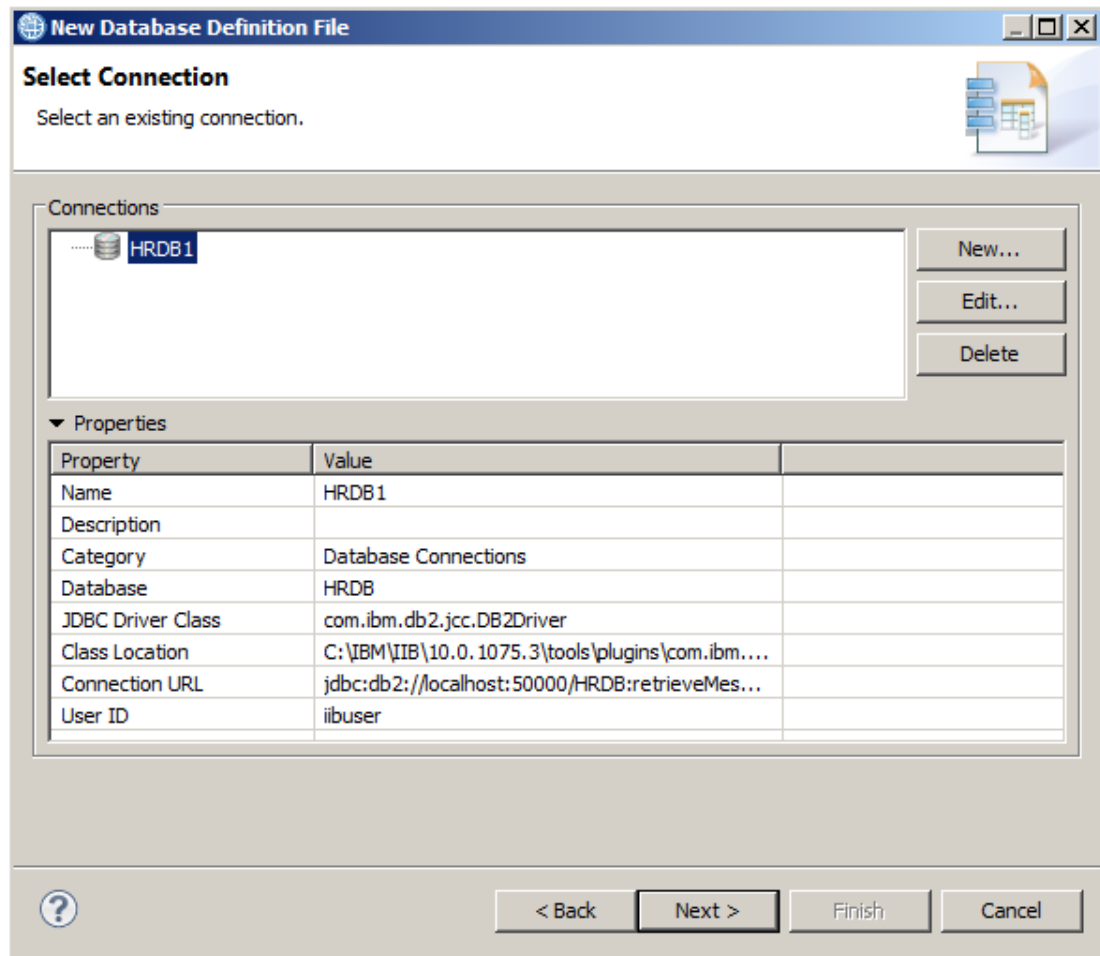 New Database Definition File
Select Connection
Select an existing connection.
Connections
HRDB1
New...
Edit...
Delete
Properties
Property Value
Name HRDB1
Description
Category Database Connections
Database HRDB
JDBC Driver Class com.ibm.db2.jcc.DB2Driver
Class Location C:\IBM\IIB\10.0.1075.3\tools\plugins\com.ibm....
Connection URL jdbc:db2://localhost:50000/HRDB:retrieveMes...
User ID iibuser
? < Back Next > Finish Cancel